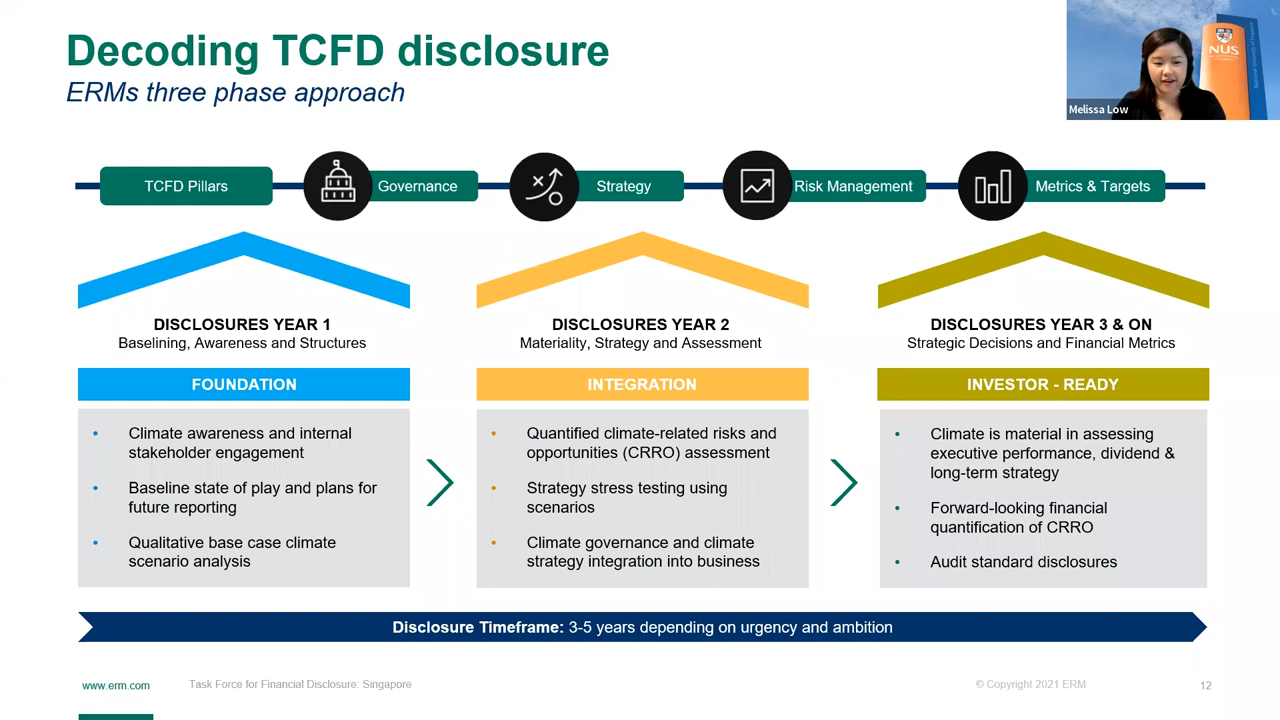 Decoding TCFD disclosure
ERMs three phase approach
NUS
Melissa Low
TCFD Pillars
Governance
Strategy
Risk Management
Metrics & Targets
DISCLOSURES YEAR 1
Baselining, Awareness and Structures
FOUNDATION
• Climate awareness and internal
stakeholder engagement
• Baseline state of play and plans for
future reporting
• Qualitative base case climate
scenario analysis
DISCLOSURES YEAR 2
Materiality, Strategy and Assessment
INTEGRATION
• Quantified climate-related risks and
opportunities (CRRO) assessment
• Strategy stress testing using
scenarios
• Climate governance and climate
strategy integration into business
DISCLOSURES YEAR 3 & ON
Strategic Decisions and Financial Metrics
INVESTOR - READY
• Climate is material in assessing
executive performance, dividend &
long-term strategy
• Forward-looking financial
quantification of CRRO
• Audit standard disclosures
Disclosure Timeframe: 3-5 years depending on urgency and ambition
www.erm.com
Task Force for Financial Disclosure: Singapore
© Copyright 2021 ERM
12